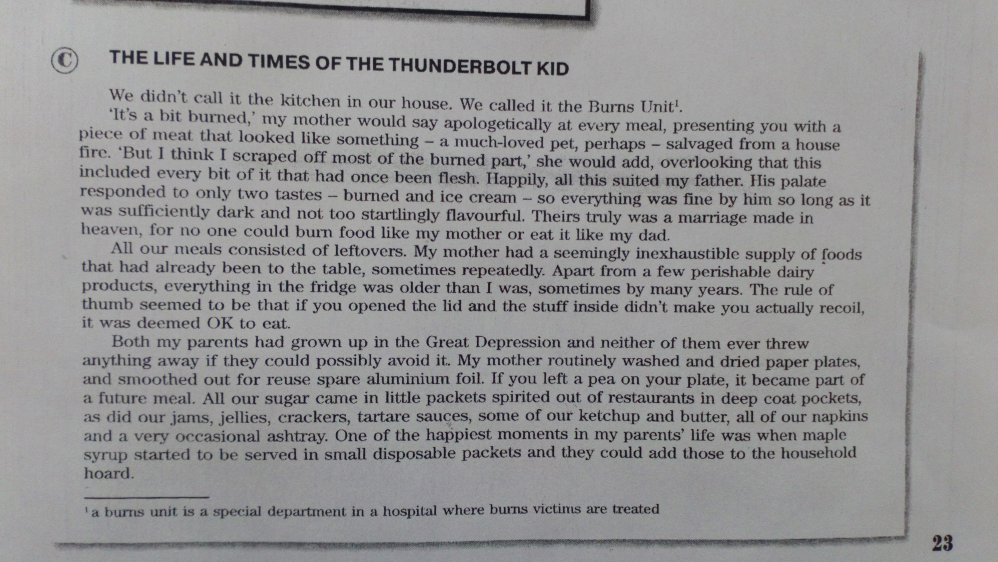 C THE LIFE AND TIMES OF THE THUNDERBOLT KID
We didn't call it the kitchen in our house. We called it the Burns Unit¹.
'It's a bit burned,' my mother would say apologetically at every meal, presenting you with a
piece of meat that looked like something – a much-loved pet, perhaps – salvaged from a house
fire. 'But I think I scraped off most of the burned part,' she would add, overlooking that this
included every bit of it that had once been flesh. Happily, all this suited my father. His palate
responded to only two tastes – burned and ice cream – so everything was fine by him so long as it
was sufficiently dark and not too startlingly flavourful. Theirs truly was a marriage made in
heaven, for no one could burn food like my mother or eat it like my dad.
All our meals consisted of leftovers. My mother had a seemingly inexhaustible supply of foods
that had already been to the table, sometimes repeatedly. Apart from a few perishable dairy
products, everything in the fridge was older than I was, sometimes by many years. The rule of
thumb seemed to be that if you opened the lid and the stuff inside didn't make you actually recoil,
it was deemed OK to eat.
Both my parents had grown up in the Great Depression and neither of them ever threw
anything away if they could possibly avoid it. My mother routinely washed and dried paper plates,
and smoothed out for reuse spare aluminium foil. If you left a pea on your plate, it became part of
a future meal. All our sugar came in little packets spirited out of restaurants in deep coat pockets,
as did our jams, jellies, crackers, tartare sauces, some of our ketchup and butter, all of our napkins
and a very occasional ashtray. One of the happiest moments in my parents' life was when maple
syrup started to be served in small disposable packets and they could add those to the household
hoard.
¹ a burns unit is a special department in a hospital where burns victims are treated
23